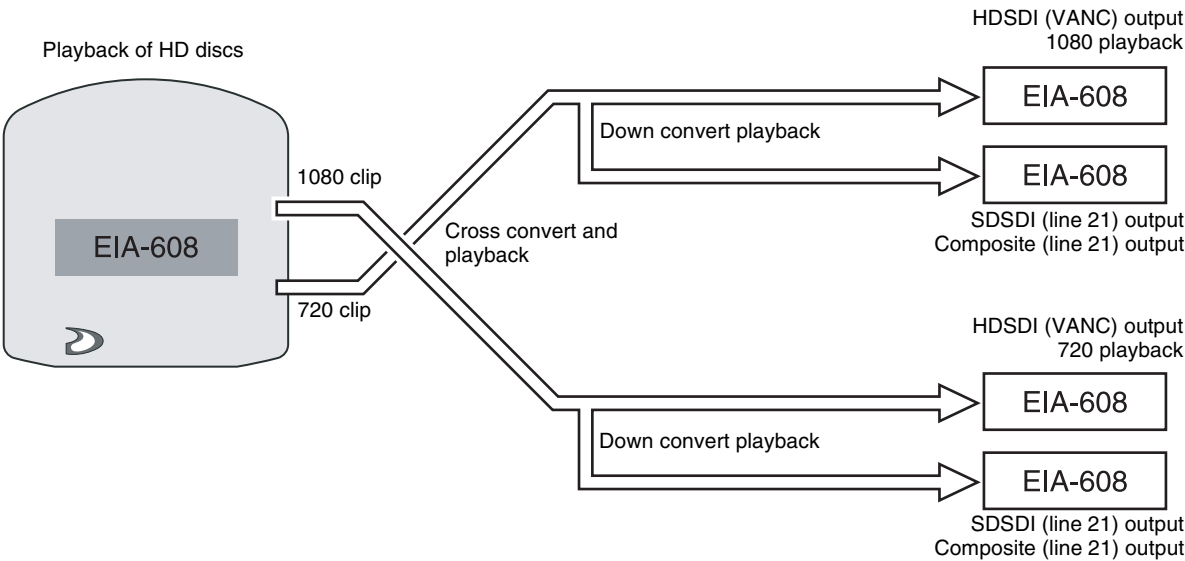 Playback of HD discs
EIA-608
1080 clip
720 clip
Cross convert and
playback
Down convert playback
HDSDI (VANC) output
1080 playback
EIA-608
EIA-608
SDSDI (line 21) output
Composite (line 21) output
Down convert playback
HDSDI (VANC) output
720 playback
EIA-608
EIA-608
SDSDI (line 21) output
Composite (line 21) output